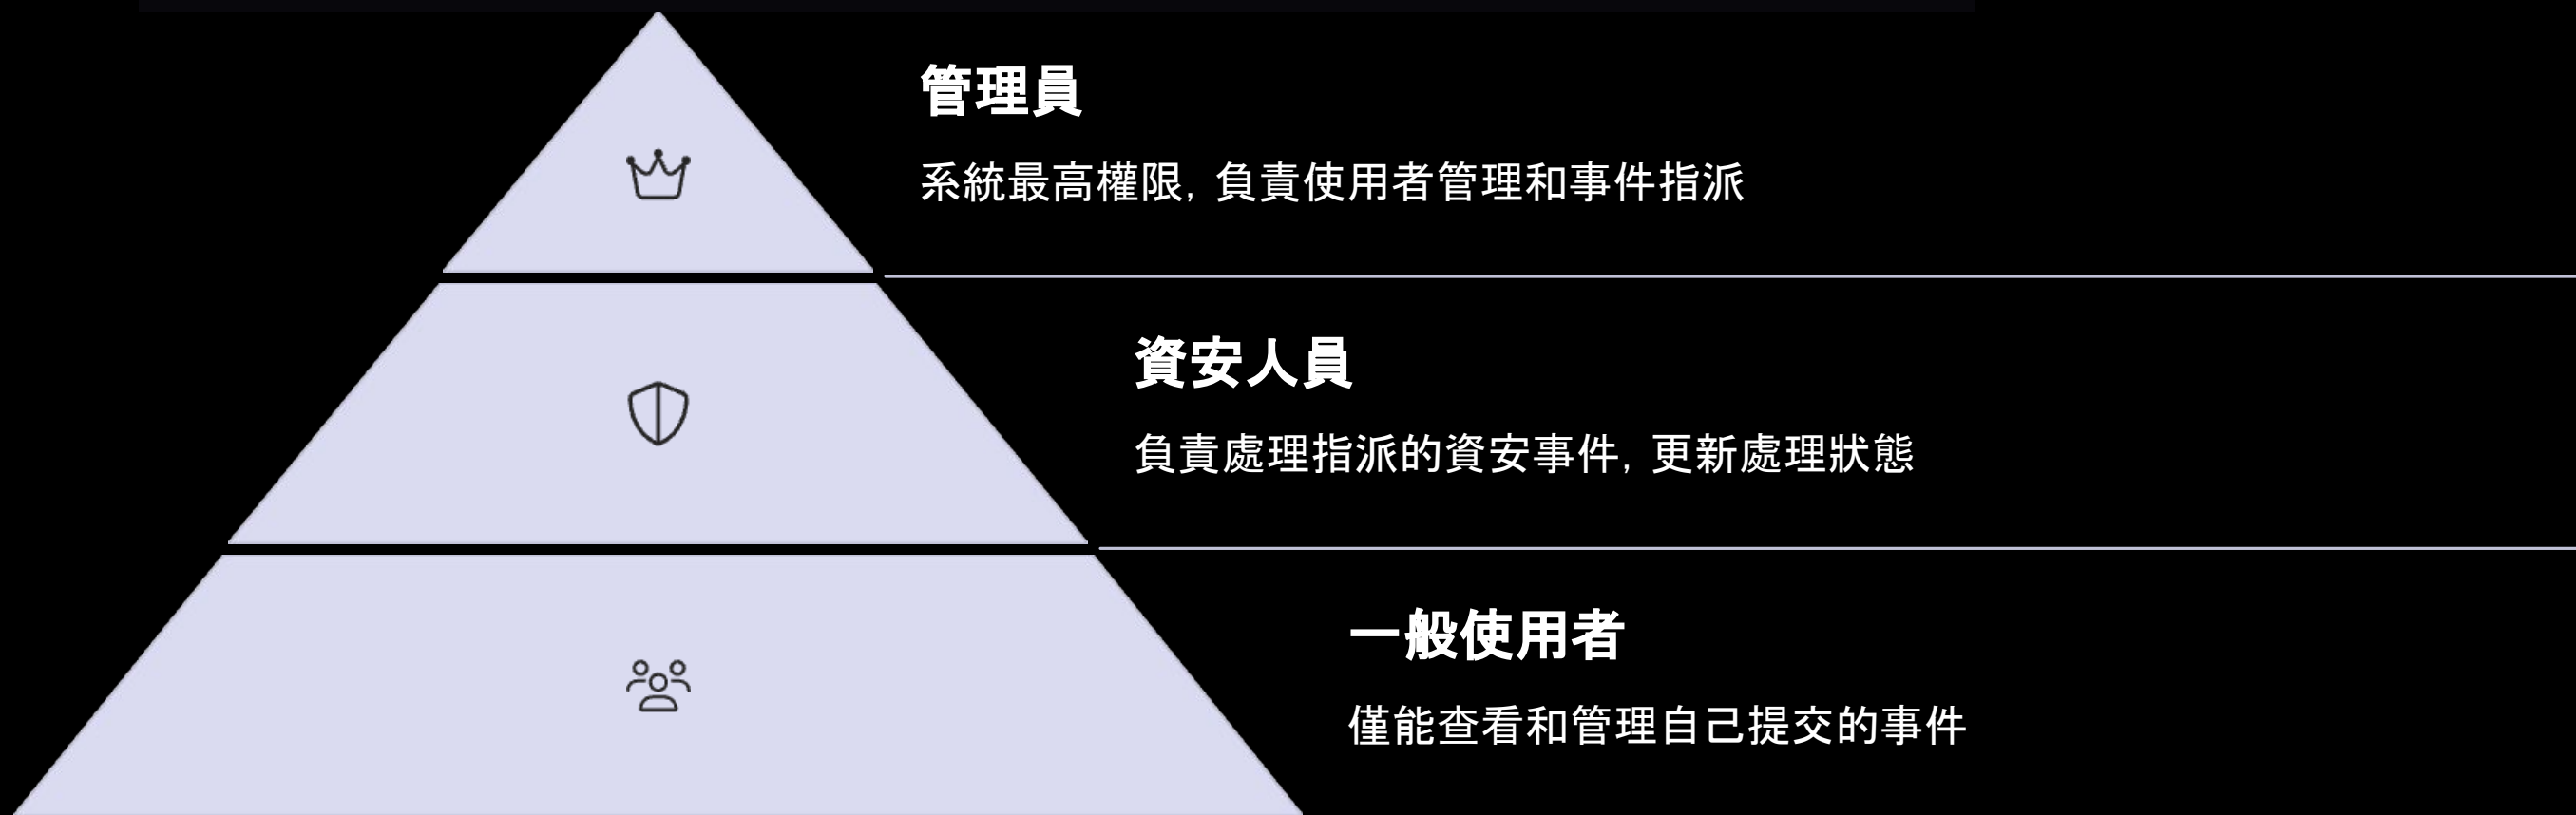 管理員
系統最高權限, 負責使用者管理和事件指派
資安人員
負責處理指派的資安事件, 更新處理狀態
一般使用者
僅能查看和管理自己提交的事件